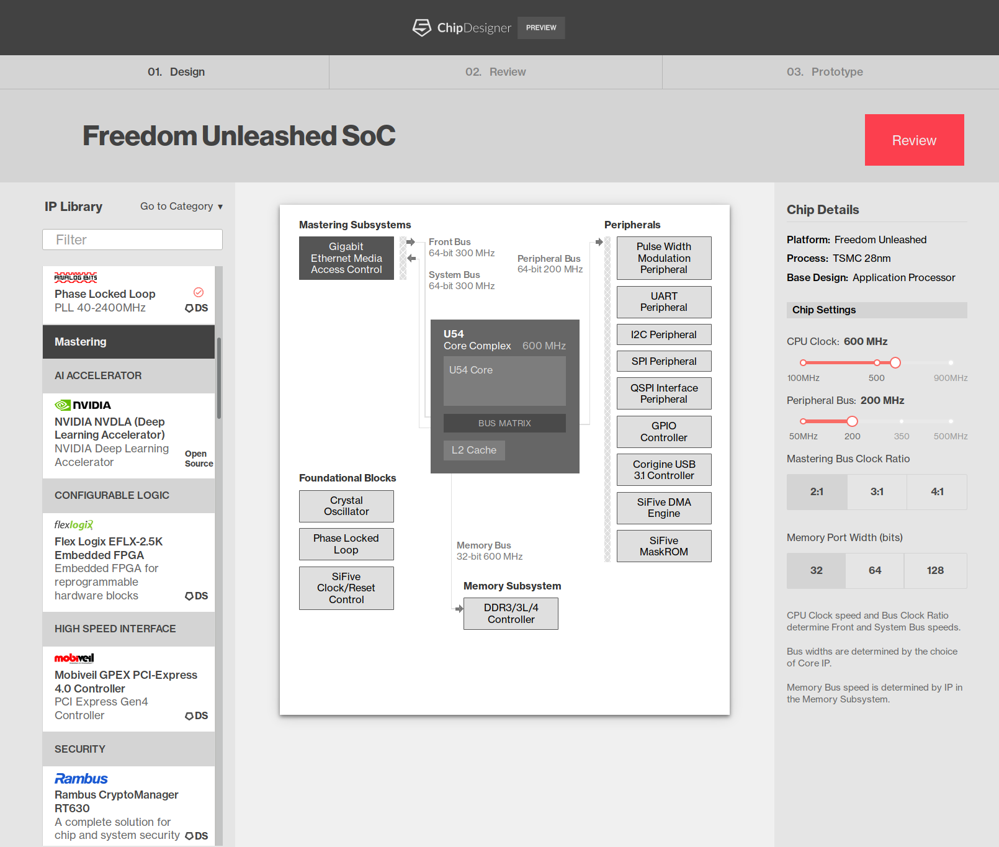 ChipDesigner PREVIEW
01. Design
02. Review
03. Prototype
Freedom Unleashed SoC
Review
IP Library
Go to Category ▾
Filter
ANALOG BITS
Phase Locked Loop
PLL 40-2400MHz
DS
Mastering
AI ACCELERATOR
NVIDIA
NVIDIA NVDLA (Deep
Learning Accelerator)
NVIDIA Deep Learning
Accelerator
Open
Source
CONFIGURABLE LOGIC
flexlogix
Flex Logix EFLX-2.5K
Embedded FPGA
Embedded FPGA for
reprogrammable
hardware blocks
DS
HIGH SPEED INTERFACE
mobiveil
Mobiveil GPEX PCI-Express
4.0 Controller
PCI Express Gen4
Controller
DS
SECURITY
Rambus
Rambus CryptoManager
RT630
A complete solution for
chip and system security
DS
Mastering Subsystems
Gigabit
Ethernet Media
Access Control
Front Bus
64-bit 300 MHz
System Bus
64-bit 300 MHz
Peripheral Bus
64-bit 200 MHz
U54
Core Complex 600 MHz
U54 Core
BUS MATRIX
L2 Cache
Foundational Blocks
Crystal
Oscillator
Phase Locked
Loop
SiFive
Clock/Reset
Control
Memory Bus
32-bit 600 MHz
Memory Subsystem
DDR3/3L/4
Controller
Peripherals
Pulse Width
Modulation
Peripheral
UART
Peripheral
I2C Peripheral
SPI Peripheral
QSPI Interface
Peripheral
GPIO
Controller
Corigine USB
3.1 Controller
SiFive DMA
Engine
SiFive
MaskROM
Chip Details
Platform: Freedom Unleashed
Process: TSMC 28nm
Base Design: Application Processor
Chip Settings
CPU Clock: 600 MHz
100MHz 500 900MHz
Peripheral Bus: 200 MHz
50MHz 200 350 500MHz
Mastering Bus Clock Ratio
2:1 3:1 4:1
Memory Port Width (bits)
32 64 128
CPU Clock speed and Bus Clock Ratio
determine Front and System Bus speeds.
Bus widths are determined by the choice
of Core IP.
Memory Bus speed is determined by IP in
the Memory Subsystem.